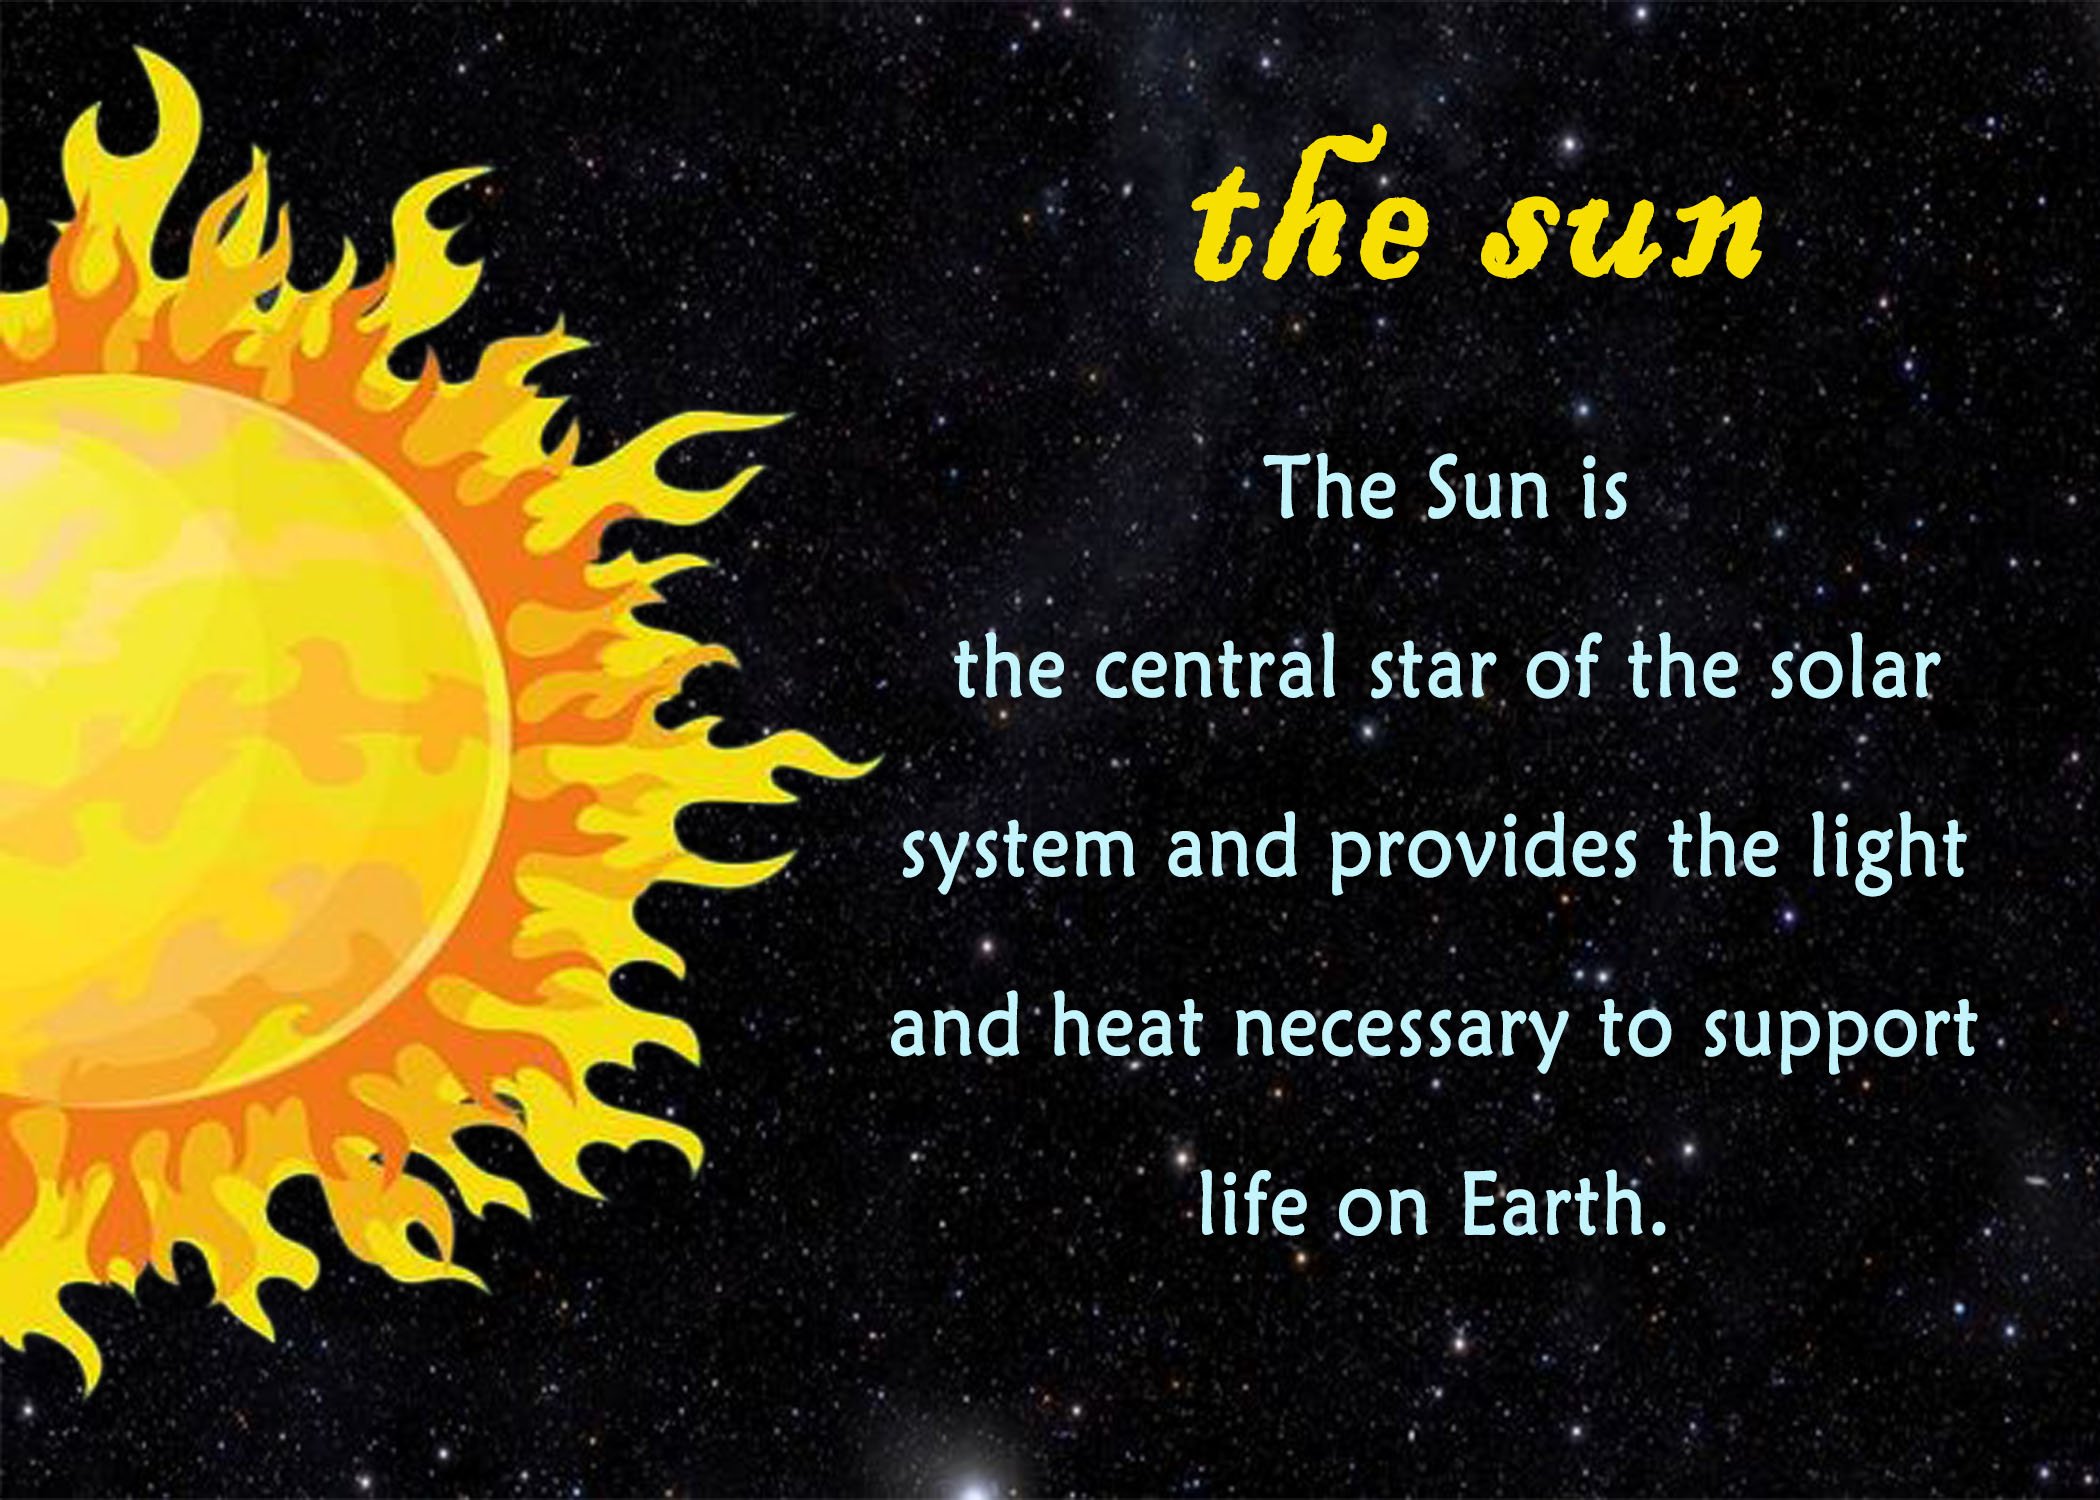 the sun
The Sun is
the central star of the solar
system and provides the light
and heat necessary to support
life on Earth.